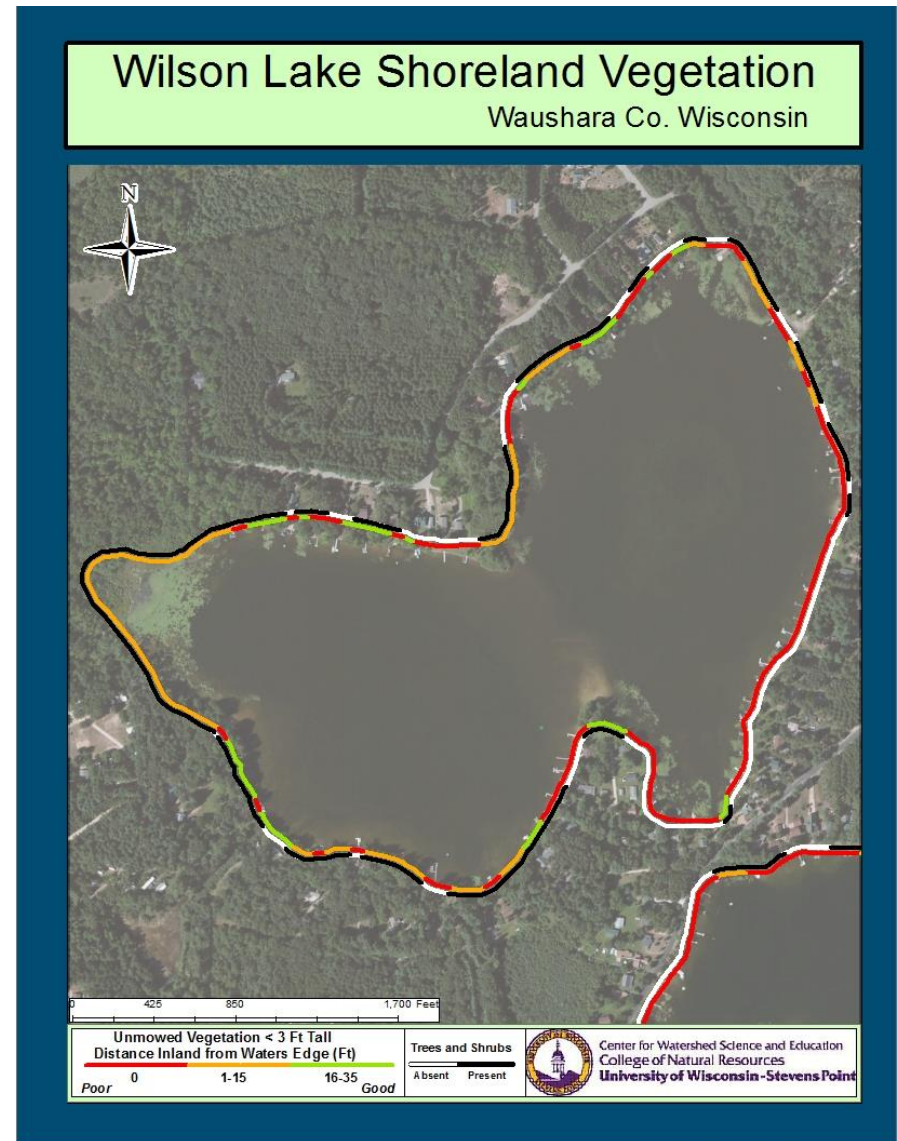 Wilson Lake Shoreland Vegetation
Waushara Co. Wisconsin
N
0 425 850 1,700 Feet
Unmowed Vegetation < 3 Ft Tall
Distance Inland from Waters Edge (Ft)
0 1-15 16-35
Poor Good
Trees and Shrubs
Absent Present
Center for Watershed Science and Education
College of Natural Resources
University of Wisconsin-Stevens Point